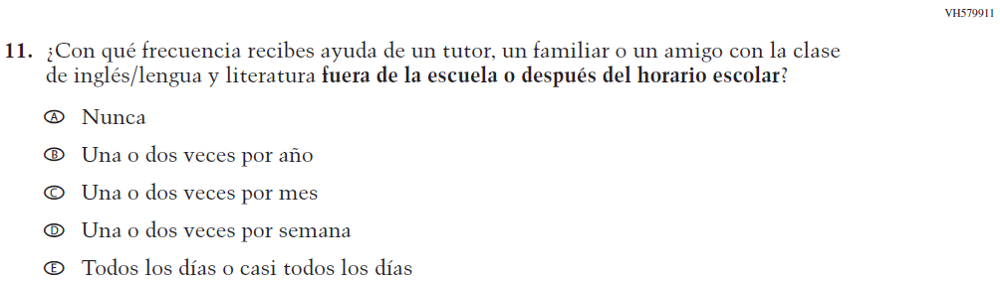 VH579911
11. ¿Con qué frecuencia recibes ayuda de un tutor, un familiar o un amigo con la clase
de inglés/lengua y literatura fuera de la escuela o después del horario escolar?
A Nunca
B Una o dos veces por año
C Una o dos veces por mes
D Una o dos veces por semana
E Todos los días o casi todos los días